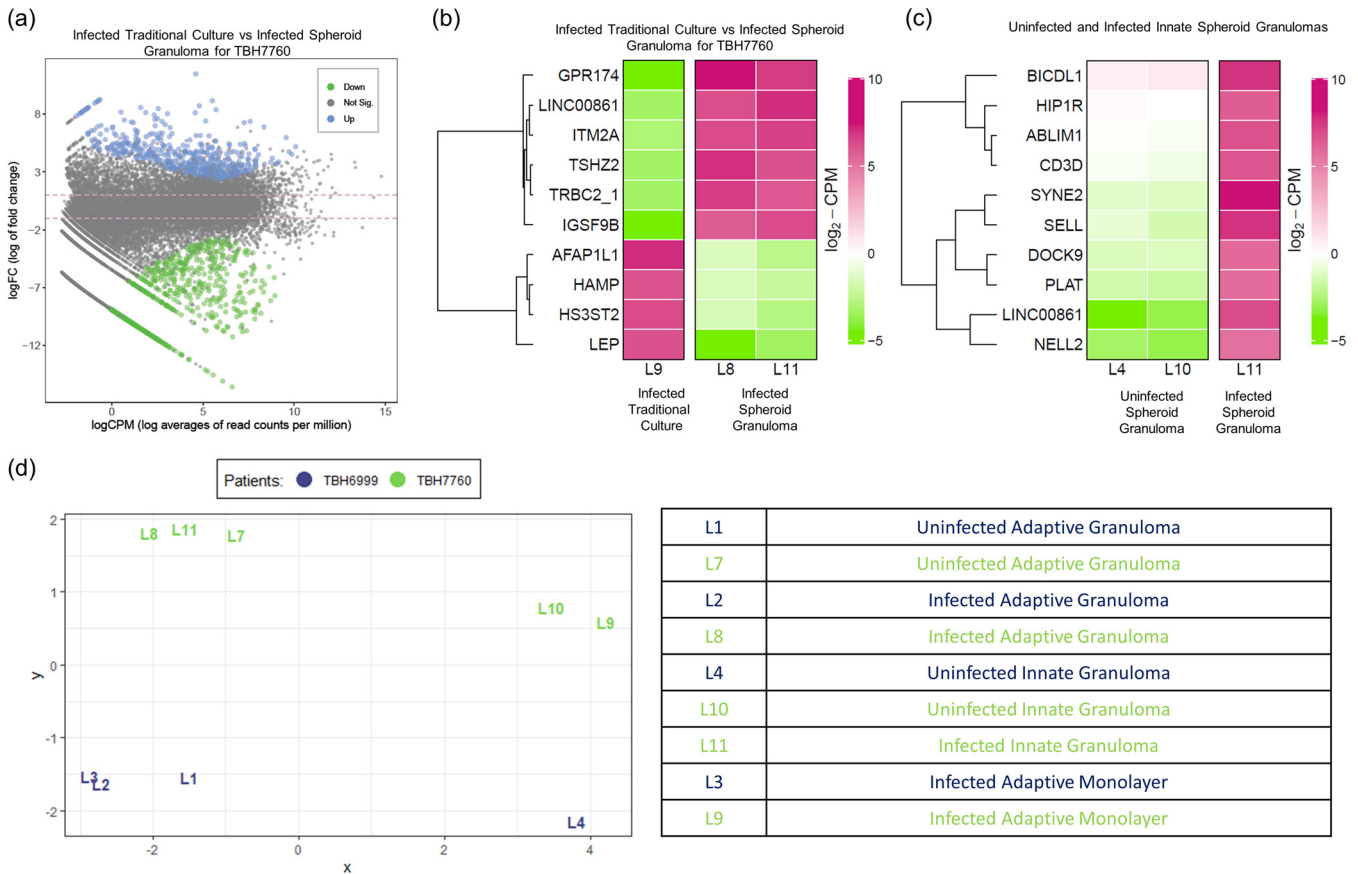 (a)
Infected Traditional Culture vs Infected Spheroid
Granuloma for TBH7760
Down
Not Sig.
Up
8
3
−2
−7
−12
logFC (log of fold change)
0
5
10
15
logCPM (log averages of read counts per million)
(b)
Infected Traditional Culture vs Infected Spheroid
Granuloma for TBH7760
GPR174
LINC00861
ITM2A
TSHZ2
TRBC2_1
IGSF9B
AFAP1L1
HAMP
HS3ST2
LEP
L9
L8
L11
Infected
Traditional
Culture
Infected
Spheroid
Granuloma
log2 − CPM
10
5
0
−5
(c)
Uninfected and Infected Innate Spheroid Granulomas
BICDL1
HIP1R
ABLIM1
CD3D
SYNE2
SELL
DOCK9
PLAT
LINC00861
NELL2
L4
L10
L11
Uninfected
Spheroid
Granuloma
Infected
Spheroid
Granuloma
log2 − CPM
10
5
0
−5
(d)
Patients: TBH6999 TBH7760
2
1
0
-1
-2
y
L8
L11
L7
L10
L9
L3
L2
L1
L4
-2
0
2
4
x
L1 Uninfected Adaptive Granuloma
L7 Uninfected Adaptive Granuloma
L2 Infected Adaptive Granuloma
L8 Infected Adaptive Granuloma
L4 Uninfected Innate Granuloma
L10 Uninfected Innate Granuloma
L11 Infected Innate Granuloma
L3 Infected Adaptive Monolayer
L9 Infected Adaptive Monolayer